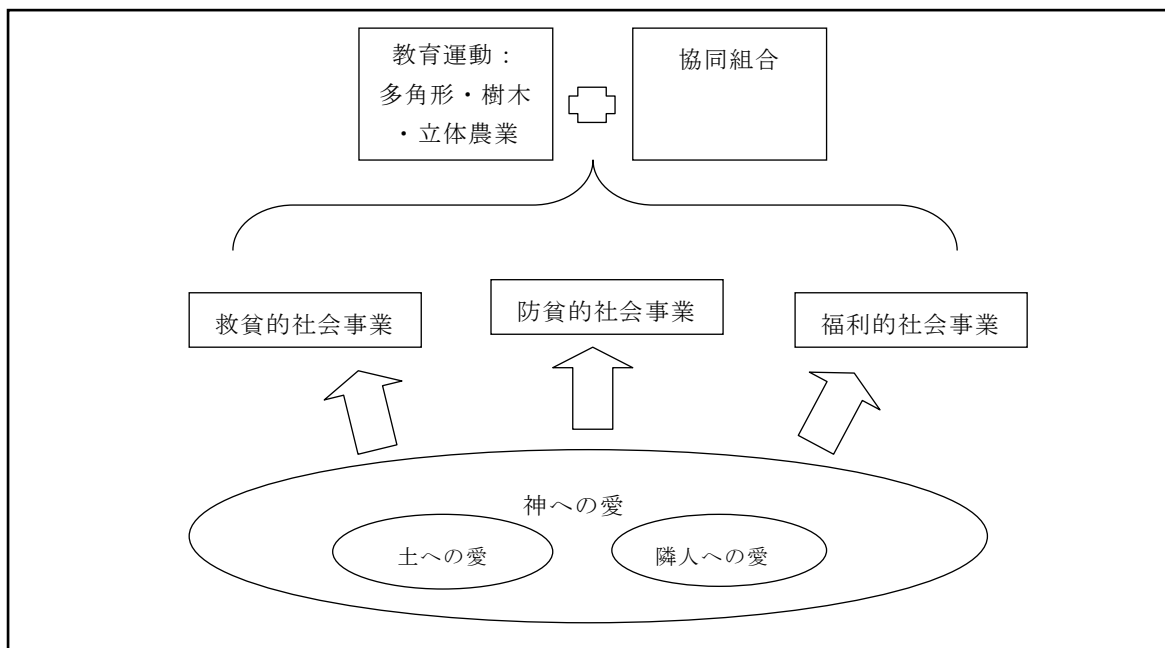 教育運動：
多角形・樹木
・立体農業
協同組合
救貧的社会事業
防貧的社会事業
福利的社会事業
神への愛
土への愛
隣人への愛